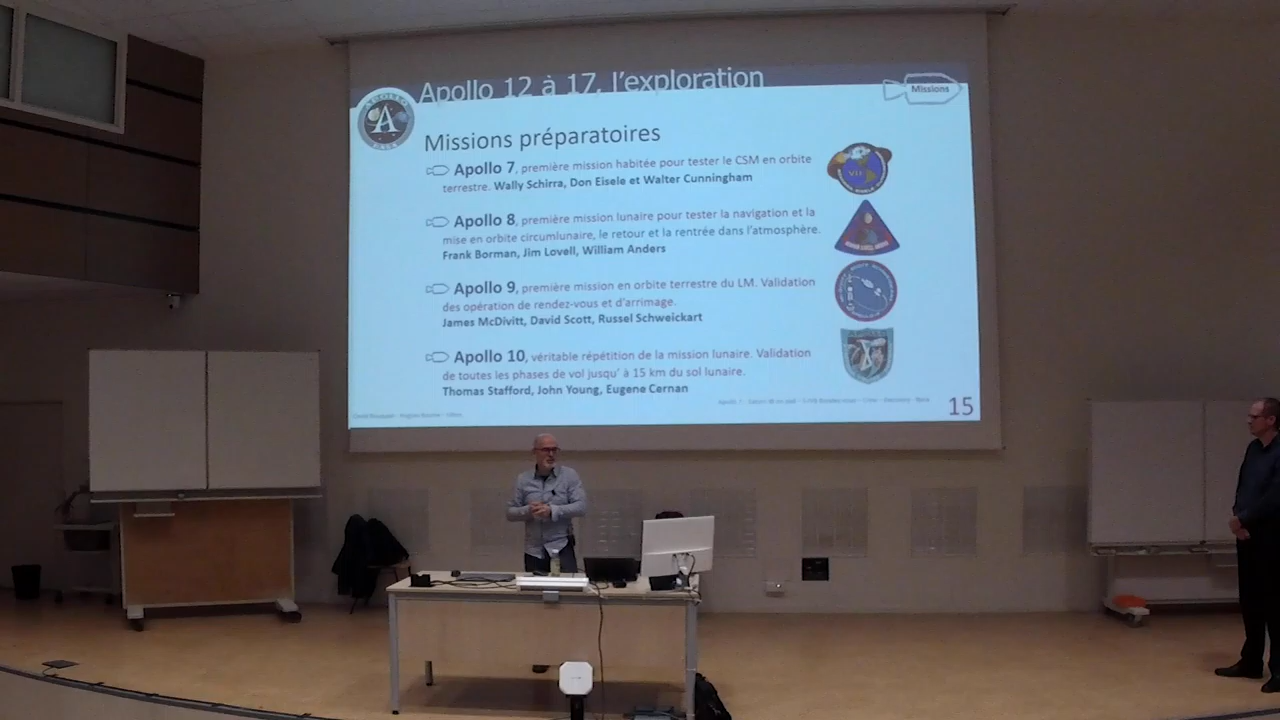 Apollo 12 à 17, l'exploration
Missions
Missions préparatoires
Apollo 7, première mission habitée pour tester le CSM en orbite
terrestre. Wally Schirra, Don Eisele et Walter Cunningham
Apollo 8, première mission lunaire pour tester la navigation et la
mise en orbite circumlunaire, le retour et la rentrée dans l'atmosphère.
Frank Borman, Jim Lovell, William Anders
Apollo 9, première mission en orbite terrestre du LM. Validation
des opération de rendez-vous et d'arrimage.
James McDivitt, David Scott, Russel Schweickart
Apollo 10, véritable répétition de la mission lunaire. Validation
de toutes les phases de vol jusqu' à 15 km du sol lunaire.
Thomas Stafford, John Young, Eugene Cernan
15